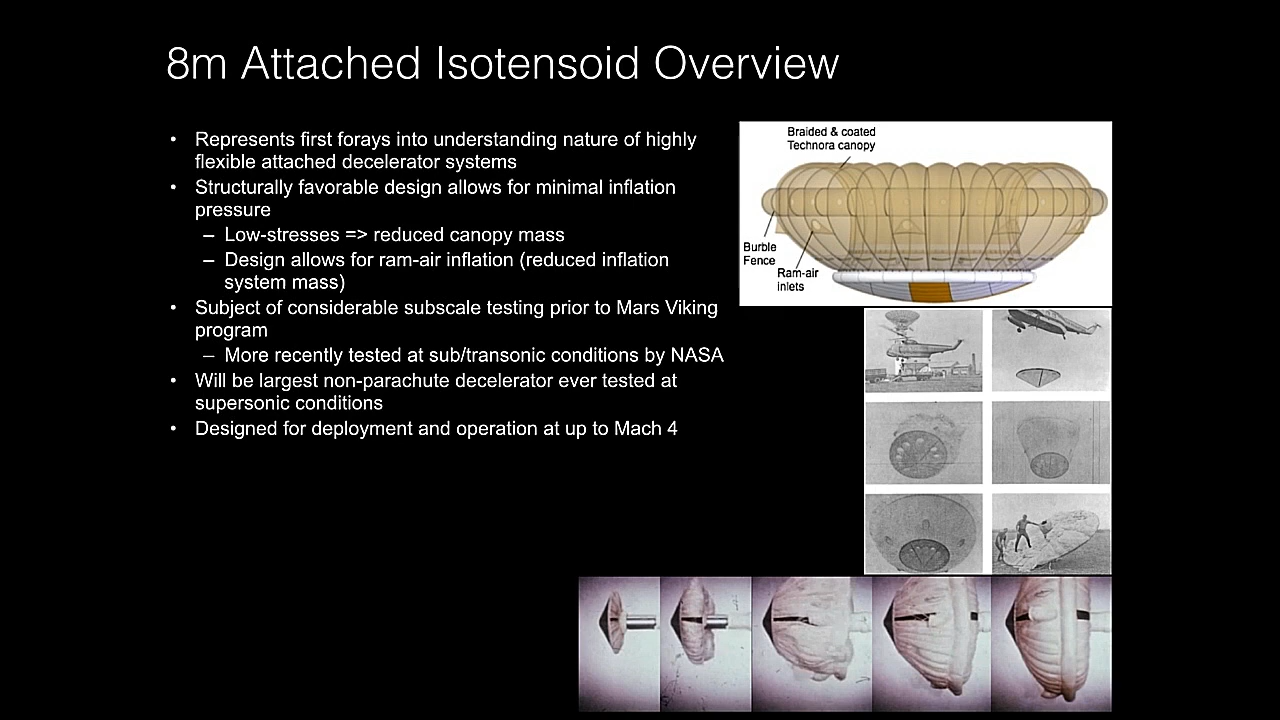 8m Attached Isotensoid Overview
• Represents first forays into understanding nature of highly
flexible attached decelerator systems
• Structurally favorable design allows for minimal inflation
pressure
– Low-stresses => reduced canopy mass
– Design allows for ram-air inflation (reduced inflation
system mass)
• Subject of considerable subscale testing prior to Mars Viking
program
– More recently tested at sub/transonic conditions by NASA
• Will be largest non-parachute decelerator ever tested at
supersonic conditions
• Designed for deployment and operation at up to Mach 4
Braided & coated
Technora canopy
Burble
Fence
Ram-air
inlets